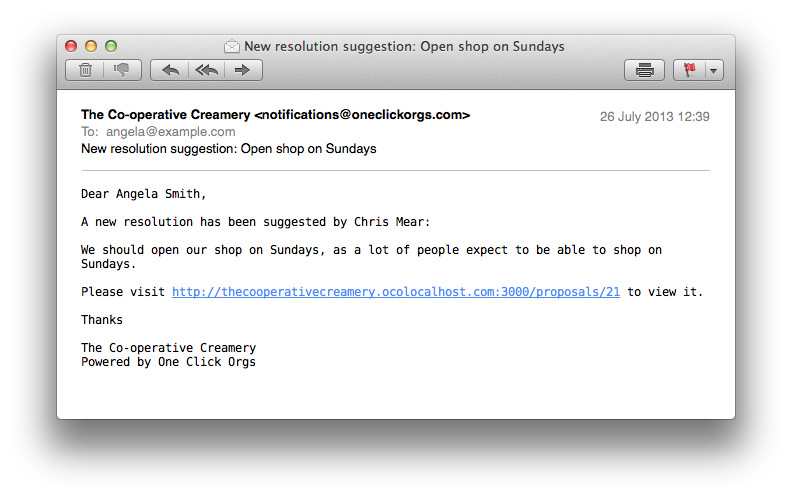 New resolution suggestion: Open shop on Sundays
The Co-operative Creamery <notifications@oneclickorgs.com>
26 July 2013 12:39
To: angela@example.com
New resolution suggestion: Open shop on Sundays
Dear Angela Smith,
A new resolution has been suggested by Chris Mear:
We should open our shop on Sundays, as a lot of people expect to be able to shop on
Sundays.
Please visit http://thecooperativecreamery.ocolocalhost.com:3000/proposals/21 to view it.
Thanks
The Co-operative Creamery
Powered by One Click Orgs